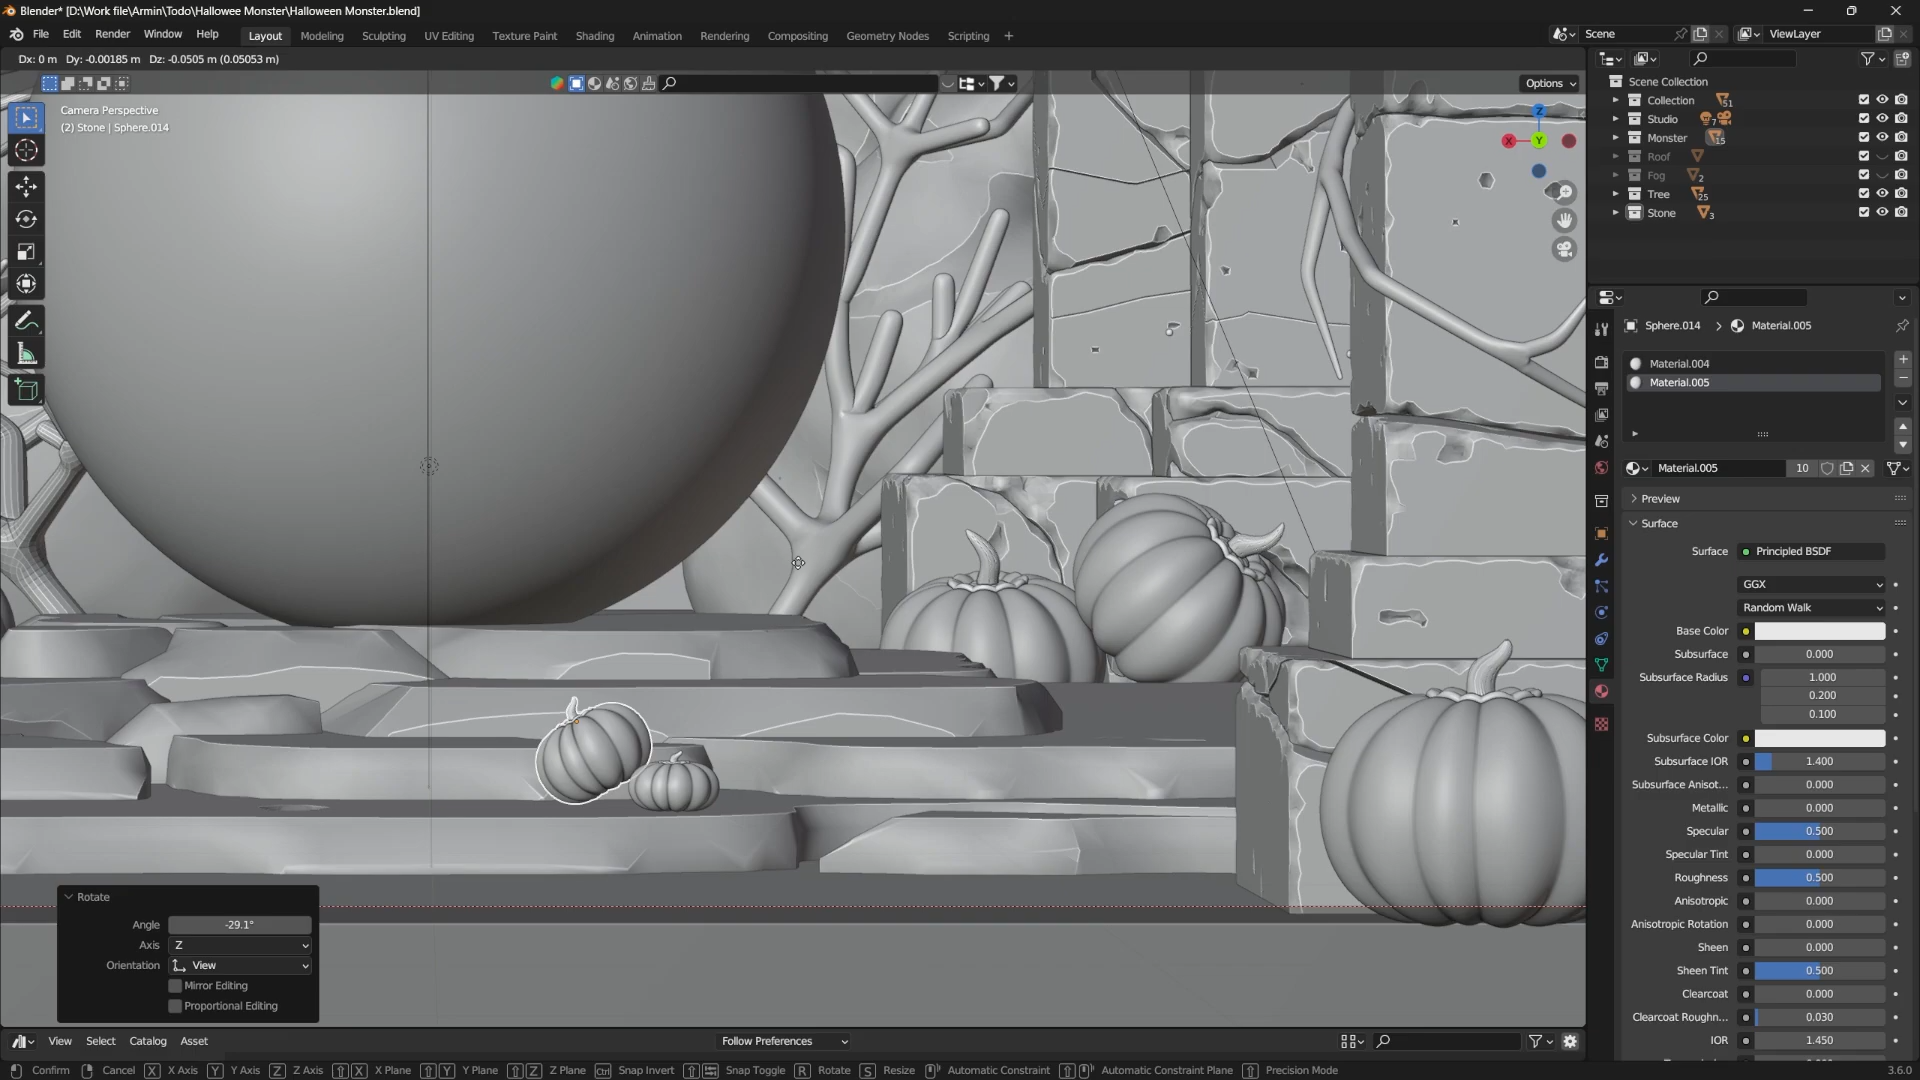 Blender* [D:\Work file\Armin\Todo\Hallowee Monster\Halloween Monster.blend]
File Edit Render Window Help
Layout Modeling Sculpting UV Editing Texture Paint Shading Animation Rendering Compositing Geometry Nodes Scripting +
Scene
ViewLayer
Dx: 0 m Dy: -0.00185 m Dz: -0.0505 m (0.05053 m)
Options
Camera Perspective
(2) Stone | Sphere.014
Z
X
Y
Scene Collection
Collection 51
Studio 7
Monster 15
Roof
Fog 2
Tree 25
Stone 3
Sphere.014 > Material.005
Material.004
Material.005
Material.005 10
Preview
Surface
Surface Principled BSDF
GGX
Random Walk
Base Color
Subsurface 0.000
Subsurface Radius 1.000
0.200
0.100
Subsurface Color
Subsurface IOR 1.400
Subsurface Anisot... 0.000
Metallic 0.000
Specular 0.500
Specular Tint 0.000
Roughness 0.500
Anisotropic 0.000
Anisotropic Rotation 0.000
Sheen 0.000
Sheen Tint 0.500
Clearcoat 0.000
Clearcoat Roughn... 0.030
IOR 1.450
Rotate
Angle -29.1°
Axis Z
Orientation View
Mirror Editing
Proportional Editing
View Select Catalog Asset
Follow Preferences
Confirm Cancel X X Axis Y Y Axis Z Z Axis X X Plane Y Y Plane Z Z Plane Ctrl Snap Invert Snap Toggle R Rotate S Resize Automatic Constraint Automatic Constraint Plane Precision Mode
3.6.0